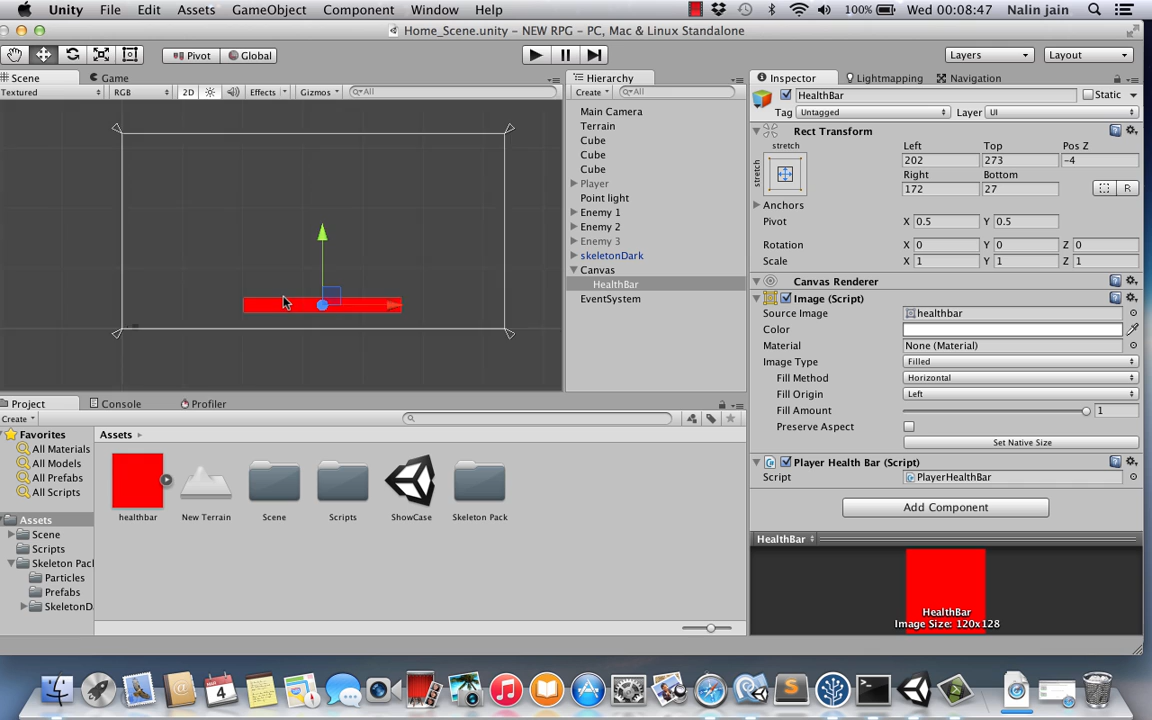 Unity File Edit Assets GameObject Component Window Help 100% Wed 00:08:47 Nalin jain
Home_Scene.unity - NEW RPG - PC, Mac & Linux Standalone
Pivot Global Layers Layout
Scene Game
Textured RGB 2D Effects Gizmos All
Hierarchy
Create All
Main Camera
Terrain
Cube
Cube
Cube
Player
Point light
Enemy 1
Enemy 2
Enemy 3
skeletonDark
Canvas
HealthBar
EventSystem
Inspector Lightmapping Navigation
HealthBar Static
Tag Untagged Layer UI
Rect Transform
stretch Left Top Pos Z
stretch 202 273 -4
Right Bottom
172 27 R
Anchors
Pivot X 0.5 Y 0.5
Rotation X 0 Y 0 Z 0
Scale X 1 Y 1 Z 1
Canvas Renderer
Image (Script)
Source Image healthbar
Color
Material None (Material)
Image Type Filled
Fill Method Horizontal
Fill Origin Left
Fill Amount 1
Preserve Aspect
Set Native Size
Player Health Bar (Script)
Script PlayerHealthBar
Add Component
HealthBar
HealthBar
Image Size: 120x128
Project Console Profiler
Create
Favorites
All Materials
All Models
All Prefabs
All Scripts
Assets
Scene
Scripts
Skeleton Pack
Particles
Prefabs
SkeletonD
Assets
healthbar New Terrain Scene Scripts ShowCase Skeleton Pack
4